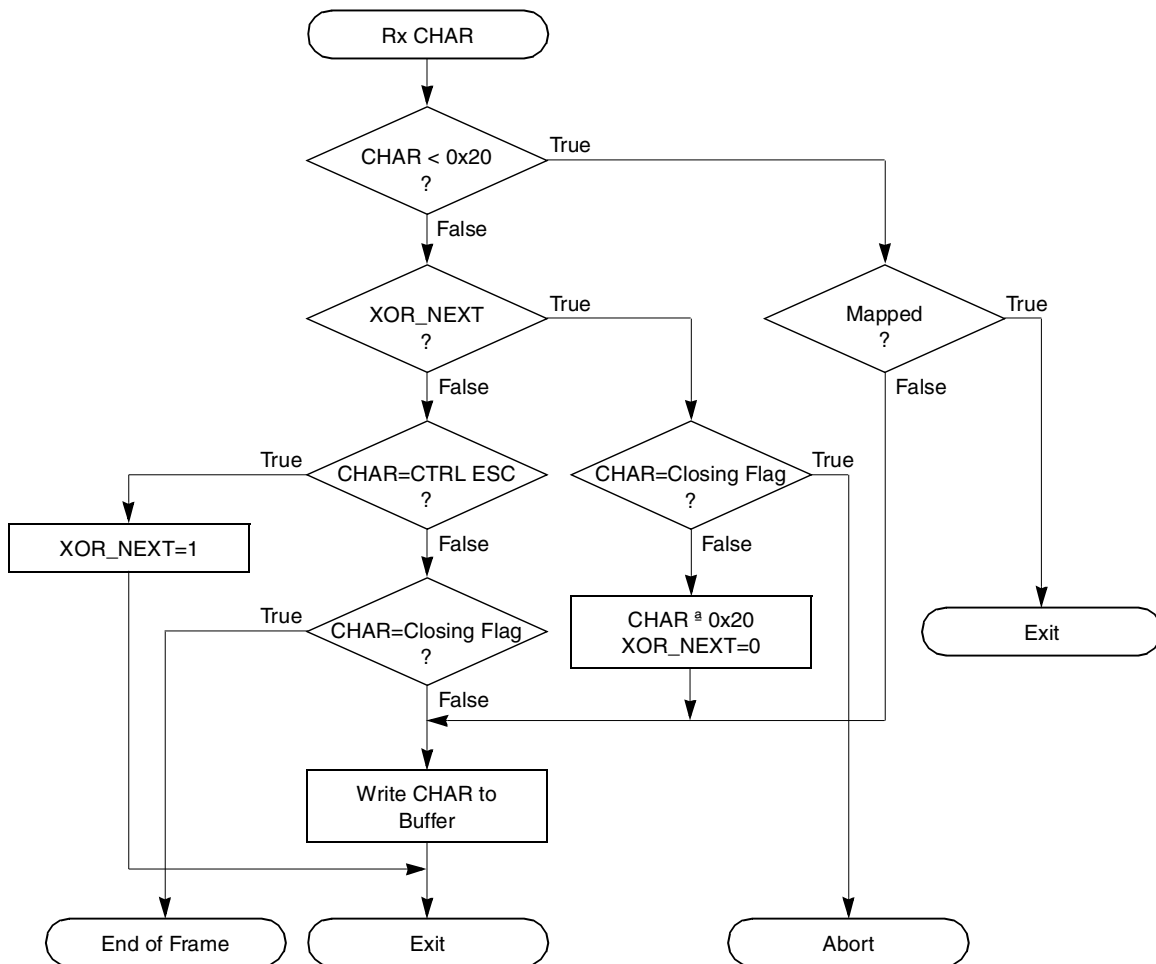 Rx CHAR
CHAR < 0x20
?
True
False
XOR_NEXT
?
True
False
Mapped
?
True
False
CHAR=CTRL ESC
?
True
False
CHAR=Closing Flag
?
True
False
XOR_NEXT=1
CHAR=Closing Flag
?
True
False
CHAR ª 0x20
XOR_NEXT=0
Exit
Write CHAR to
Buffer
End of Frame
Exit
Abort